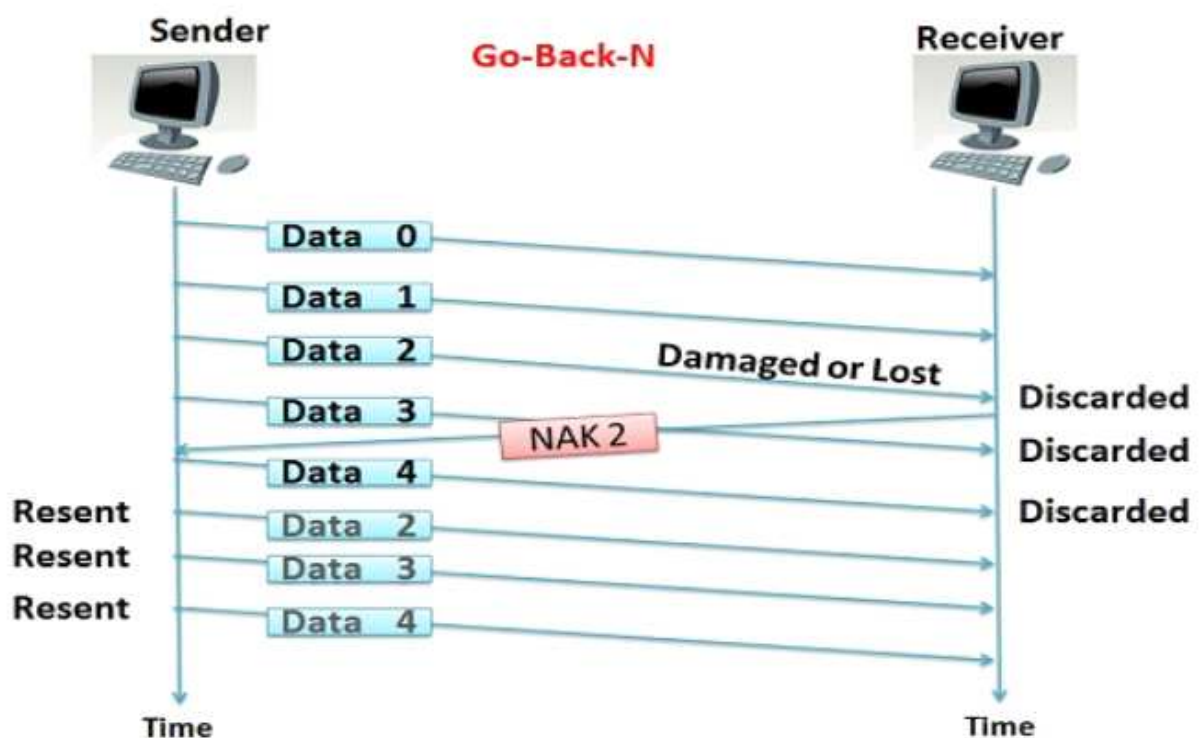 Sender
Go-Back-N
Receiver
Data 0
Data 1
Data 2
Damaged or Lost
Discarded
Data 3
NAK 2
Discarded
Data 4
Discarded
Resent
Data 2
Resent
Data 3
Resent
Data 4
Time
Time